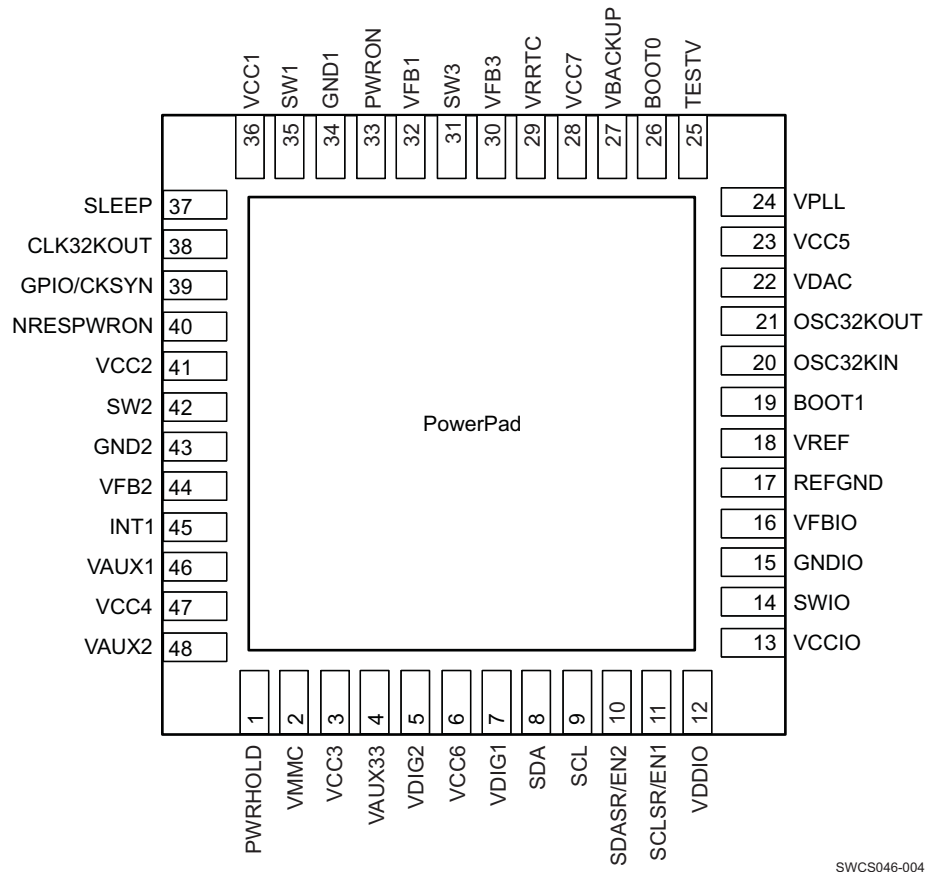 VCC1
SW1
GND1
PWRON
VFB1
SW3
VFB3
VRRTC
VCC7
VBACKUP
BOOT0
TESTV
36
35
34
33
32
31
30
29
28
27
26
25
SLEEP 37
CLK32KOUT 38
GPIO/CKSYN 39
NRESPWRON 40
VCC2 41
SW2 42
GND2 43
VFB2 44
INT1 45
VAUX1 46
VCC4 47
VAUX2 48
PowerPad
24 VPLL
23 VCC5
22 VDAC
21 OSC32KOUT
20 OSC32KIN
19 BOOT1
18 VREF
17 REFGND
16 VFBIO
15 GNDIO
14 SWIO
13 VCCIO
1
2
3
4
5
6
7
8
9
10
11
12
PWRHOLD
VMMC
VCC3
VAUX33
VDIG2
VCC6
VDIG1
SDA
SCL
SDASR/EN2
SCLSR/EN1
VDDIO
SWCS046-004